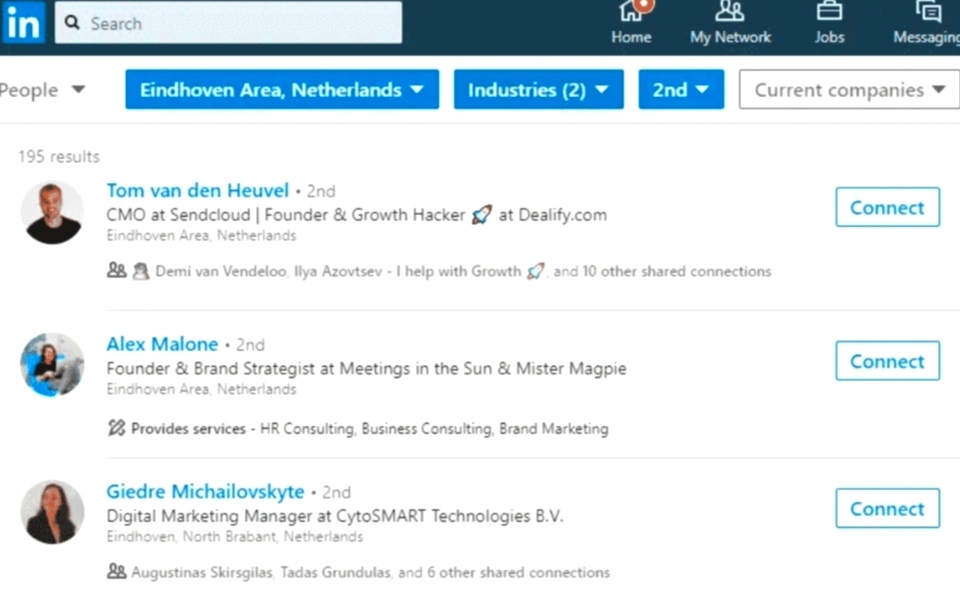 in Search
Home My Network Jobs Messaging
People Eindhoven Area, Netherlands Industries (2) 2nd Current companies
195 results
Tom van den Heuvel • 2nd
CMO at Sendcloud | Founder & Growth Hacker 🚀 at Dealify.com
Eindhoven Area, Netherlands
Connect
Demi van Vendeloo, Ilya Azovtsev - I help with Growth 🚀, and 10 other shared connections
Alex Malone • 2nd
Founder & Brand Strategist at Meetings in the Sun & Mister Magpie
Eindhoven Area, Netherlands
Connect
Provides services - HR Consulting, Business Consulting, Brand Marketing
Giedre Michailovskyte • 2nd
Digital Marketing Manager at CytoSMART Technologies B.V.
Eindhoven, North Brabant, Netherlands
Connect
Augustinas Skirsgilas, Tadas Grundulas, and 6 other shared connections